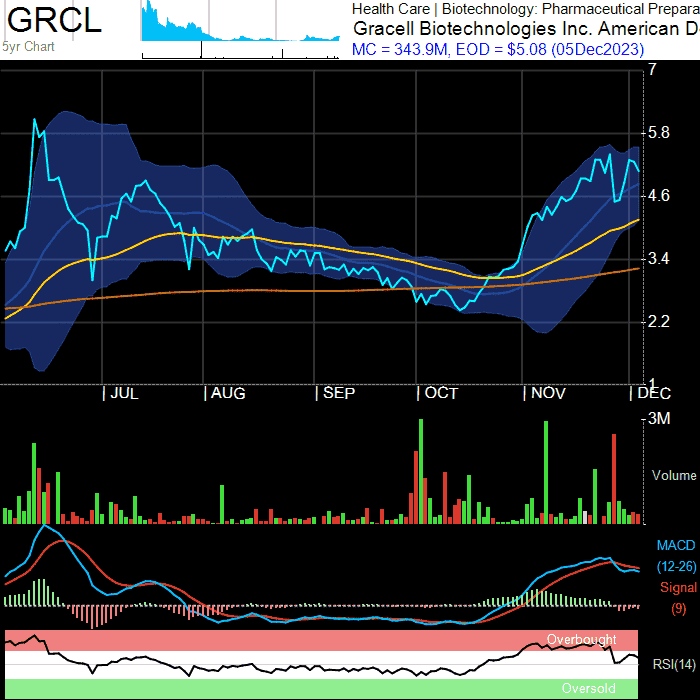 GRCL
5yr Chart
Health Care | Biotechnology: Pharmaceutical Prepara
Gracell Biotechnologies Inc. American D
MC = 343.9M, EOD = $5.08 (05Dec2023)
7
5.8
4.6
3.4
2.2
1
| JUL | AUG | SEP | OCT | NOV | DEC
3M
Volume
MACD
(12-26)
Signal
(9)
Overbought
RSI(14)
Oversold